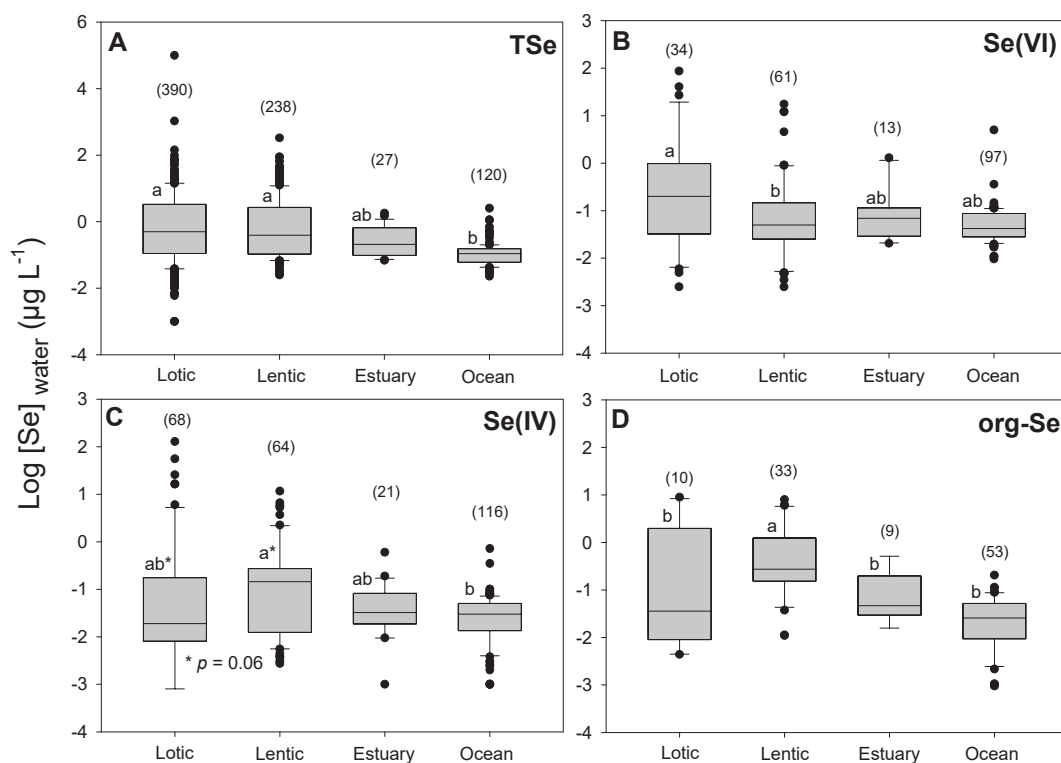 Log [Se] water (µg L-1)
A
TSe
6
4
2
0
-2
-4
(390)
(238)
(27)
(120)
a
a
ab
b
Lotic
Lentic
Estuary
Ocean
B
Se(VI)
3
2
1
0
-1
-2
-3
-4
(34)
(61)
(13)
(97)
a
b
ab
ab
Lotic
Lentic
Estuary
Ocean
C
Se(IV)
3
2
1
0
-1
-2
-3
-4
(68)
(64)
(21)
(116)
ab*
a*
ab
b
* p = 0.06
Lotic
Lentic
Estuary
Ocean
D
org-Se
3
2
1
0
-1
-2
-3
-4
(10)
(33)
(9)
(53)
b
a
b
b
Lotic
Lentic
Estuary
Ocean